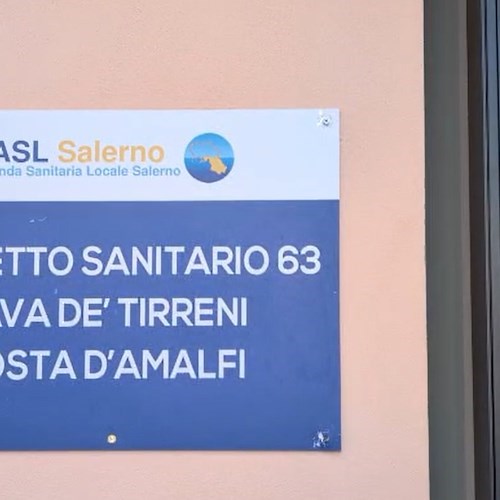 ASL Salerno
nda Sanitaria Locale Salerno
ETTO SANITARIO 63
AVA DE' TIRRENI
OSTA D'AMALFI